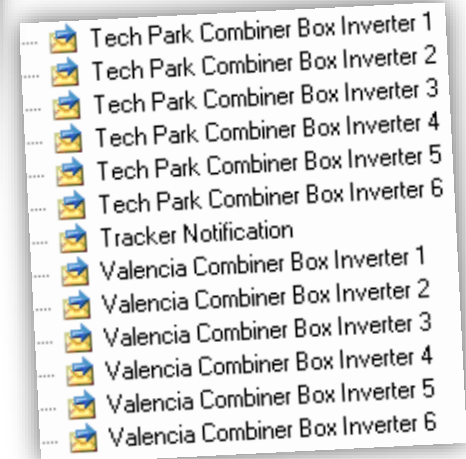 Tech Park Combiner Box Inverter 1
Tech Park Combiner Box Inverter 2
Tech Park Combiner Box Inverter 3
Tech Park Combiner Box Inverter 4
Tech Park Combiner Box Inverter 5
Tech Park Combiner Box Inverter 6
Tracker Notification
Valencia Combiner Box Inverter 1
Valencia Combiner Box Inverter 2
Valencia Combiner Box Inverter 3
Valencia Combiner Box Inverter 4
Valencia Combiner Box Inverter 5
Valencia Combiner Box Inverter 6